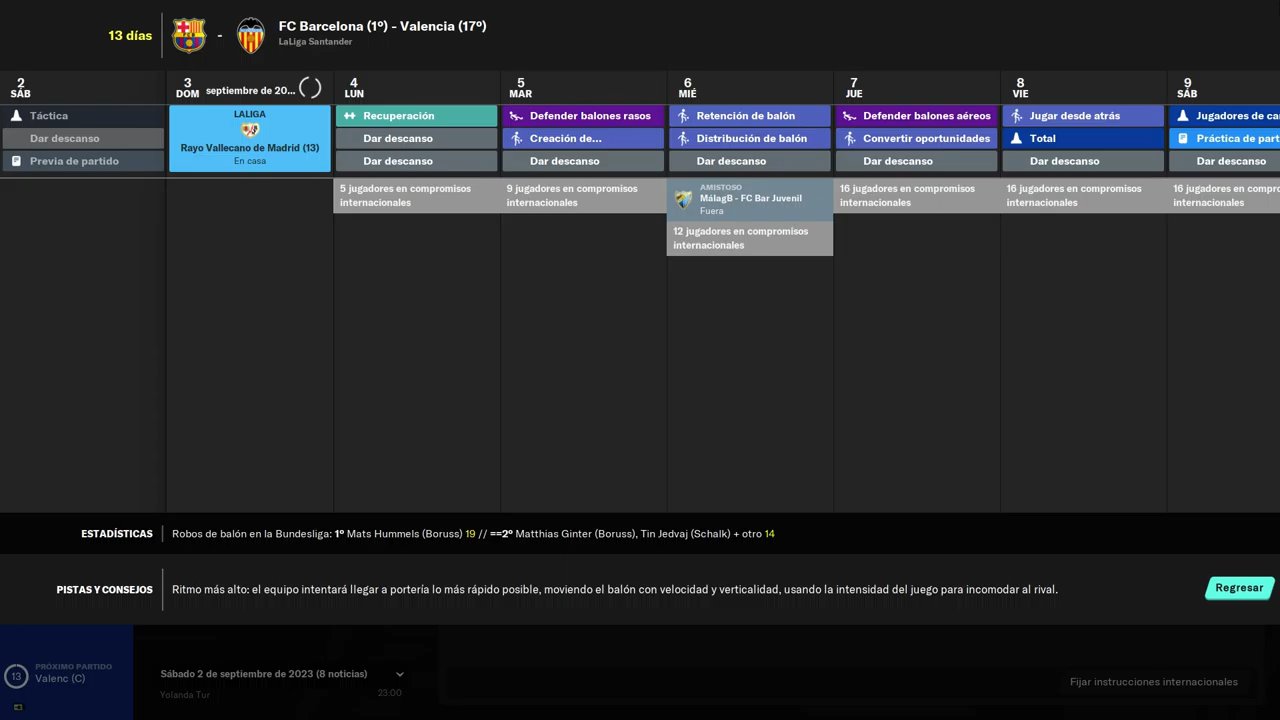 13 días
FC Barcelona (1º) - Valencia (17º)
LaLiga Santander
2
SÁB
3
DOM septiembre de 20...
4
LUN
5
MAR
6
MIÉ
7
JUE
8
VIE
9
SÁB
Táctica
Dar descanso
Previa de partido
LALIGA
Rayo Vallecano de Madrid (13)
En casa
Recuperación
Dar descanso
Dar descanso
5 jugadores en compromisos
internacionales
Defender balones rasos
Creación de...
Dar descanso
9 jugadores en compromisos
internacionales
Retención de balón
Distribución de balón
Dar descanso
AMISTOSO
MálagB - FC Bar Juvenil
Fuera
12 jugadores en compromisos
internacionales
Defender balones aéreos
Convertir oportunidades
Dar descanso
16 jugadores en compromisos
internacionales
Jugar desde atrás
Total
Dar descanso
16 jugadores en compromisos
internacionales
Jugadores de ca
Práctica de part
Dar descanso
16 jugadores en compro
internacionales
ESTADÍSTICAS
Robos de balón en la Bundesliga: 1º Mats Hummels (Boruss) 19 // ==2º Matthias Ginter (Boruss), Tin Jedvaj (Schalk) + otro 14
PISTAS Y CONSEJOS
Ritmo más alto: el equipo intentará llegar a portería lo más rápido posible, moviendo el balón con velocidad y verticalidad, usando la intensidad del juego para incomodar al rival.
Regresar
13
PRÓXIMO PARTIDO
Valenc (C)
Sábado 2 de septiembre de 2023 (8 noticias)
Yolanda Tur
23:00
Fijar instrucciones internacionales